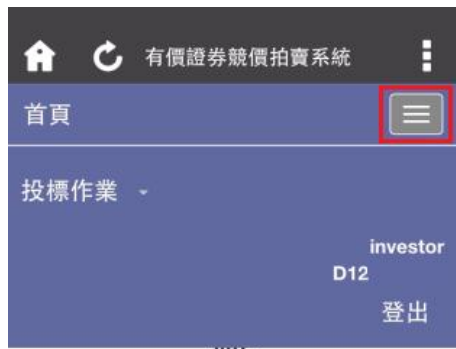 有價證券競價拍賣系統
首頁
投標作業
investor
D12
登出